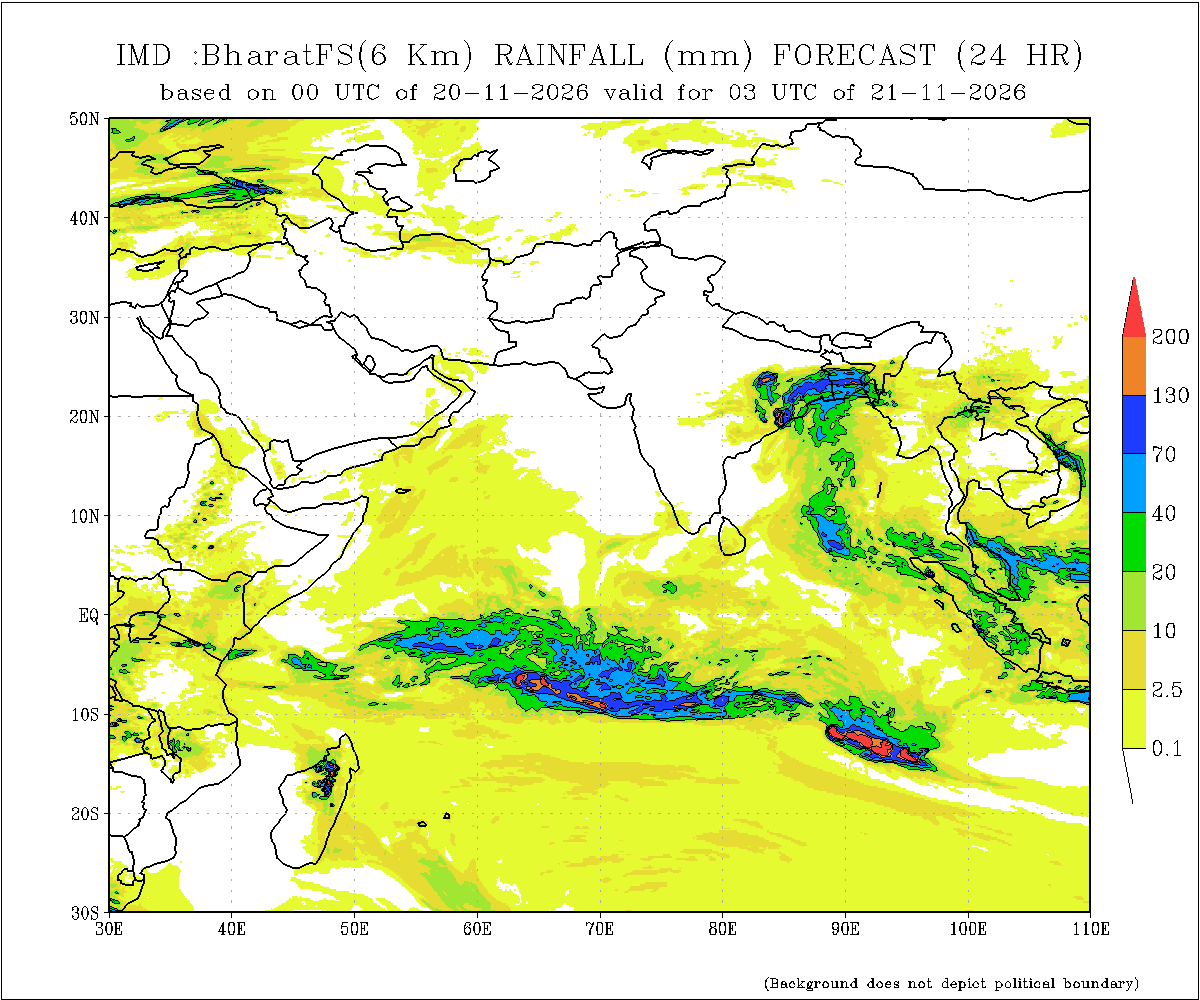 IMD :BharatFS(6 Km) RAINFALL (mm) FORECAST (24 HR)
based on 00 UTC of 20-11-2026 valid for 03 UTC of 21-11-2026
50N
40N
30N
20N
10N
EQ
10S
20S
30S
30E 40E 50E 60E 70E 80E 90E 100E 110E
200
130
70
40
20
10
2.5
0.1
(Background does not depict political boundary)